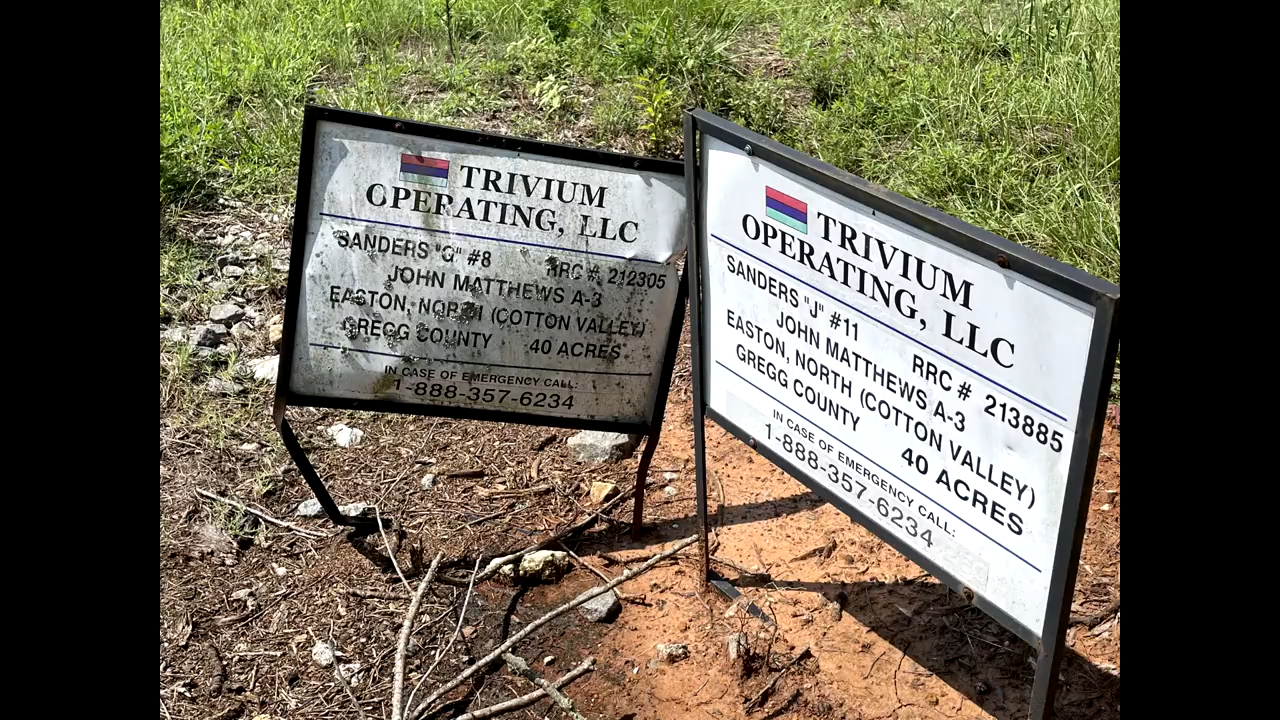 TRIVIUM
OPERATING, LLC
SANDERS "G" #8 RRC # 212305
JOHN MATTHEWS A-3
EASTON, NORTH (COTTON VALLEY)
GREGG COUNTY 40 ACRES
IN CASE OF EMERGENCY CALL:
1-888-357-6234
TRIVIUM
OPERATING, LLC
SANDERS "J" #11 RRC # 213885
JOHN MATTHEWS A-3
EASTON, NORTH (COTTON VALLEY)
GREGG COUNTY 40 ACRES
IN CASE OF EMERGENCY CALL:
1-888-357-6234